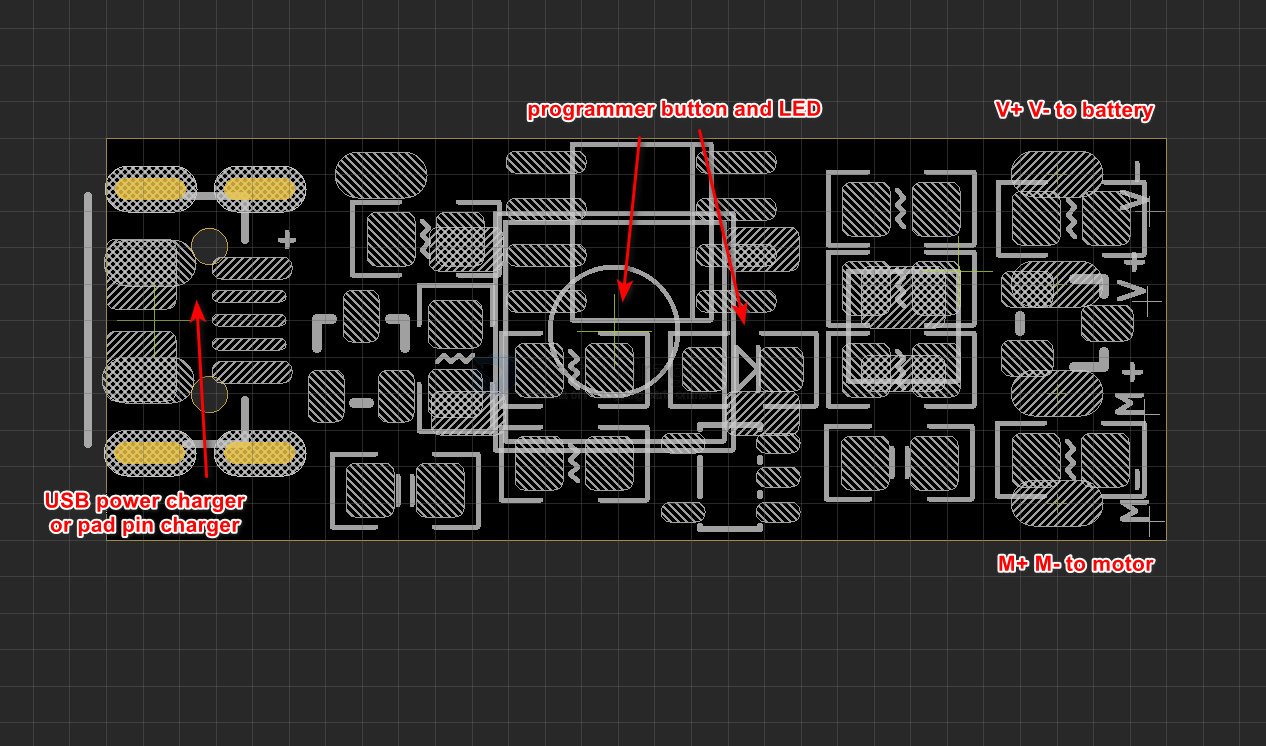 programmer button and LED
V+ V- to battery
V-
+
V+
M+
M-
USB power charger
or pad pin charger
M+ M- to motor